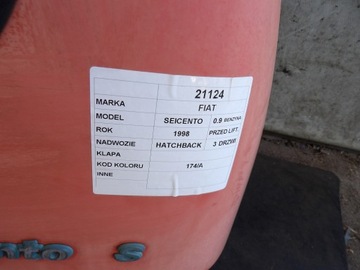 21124
MARKA FIAT
MODEL SEICENTO 0.9 BENZYNA
ROK 1998 PRZED LIFT.
NADWOZIE HATCHBACK 3 DRZWI
KLAPA
KOD KOLORU 174/A
INNE
nto S